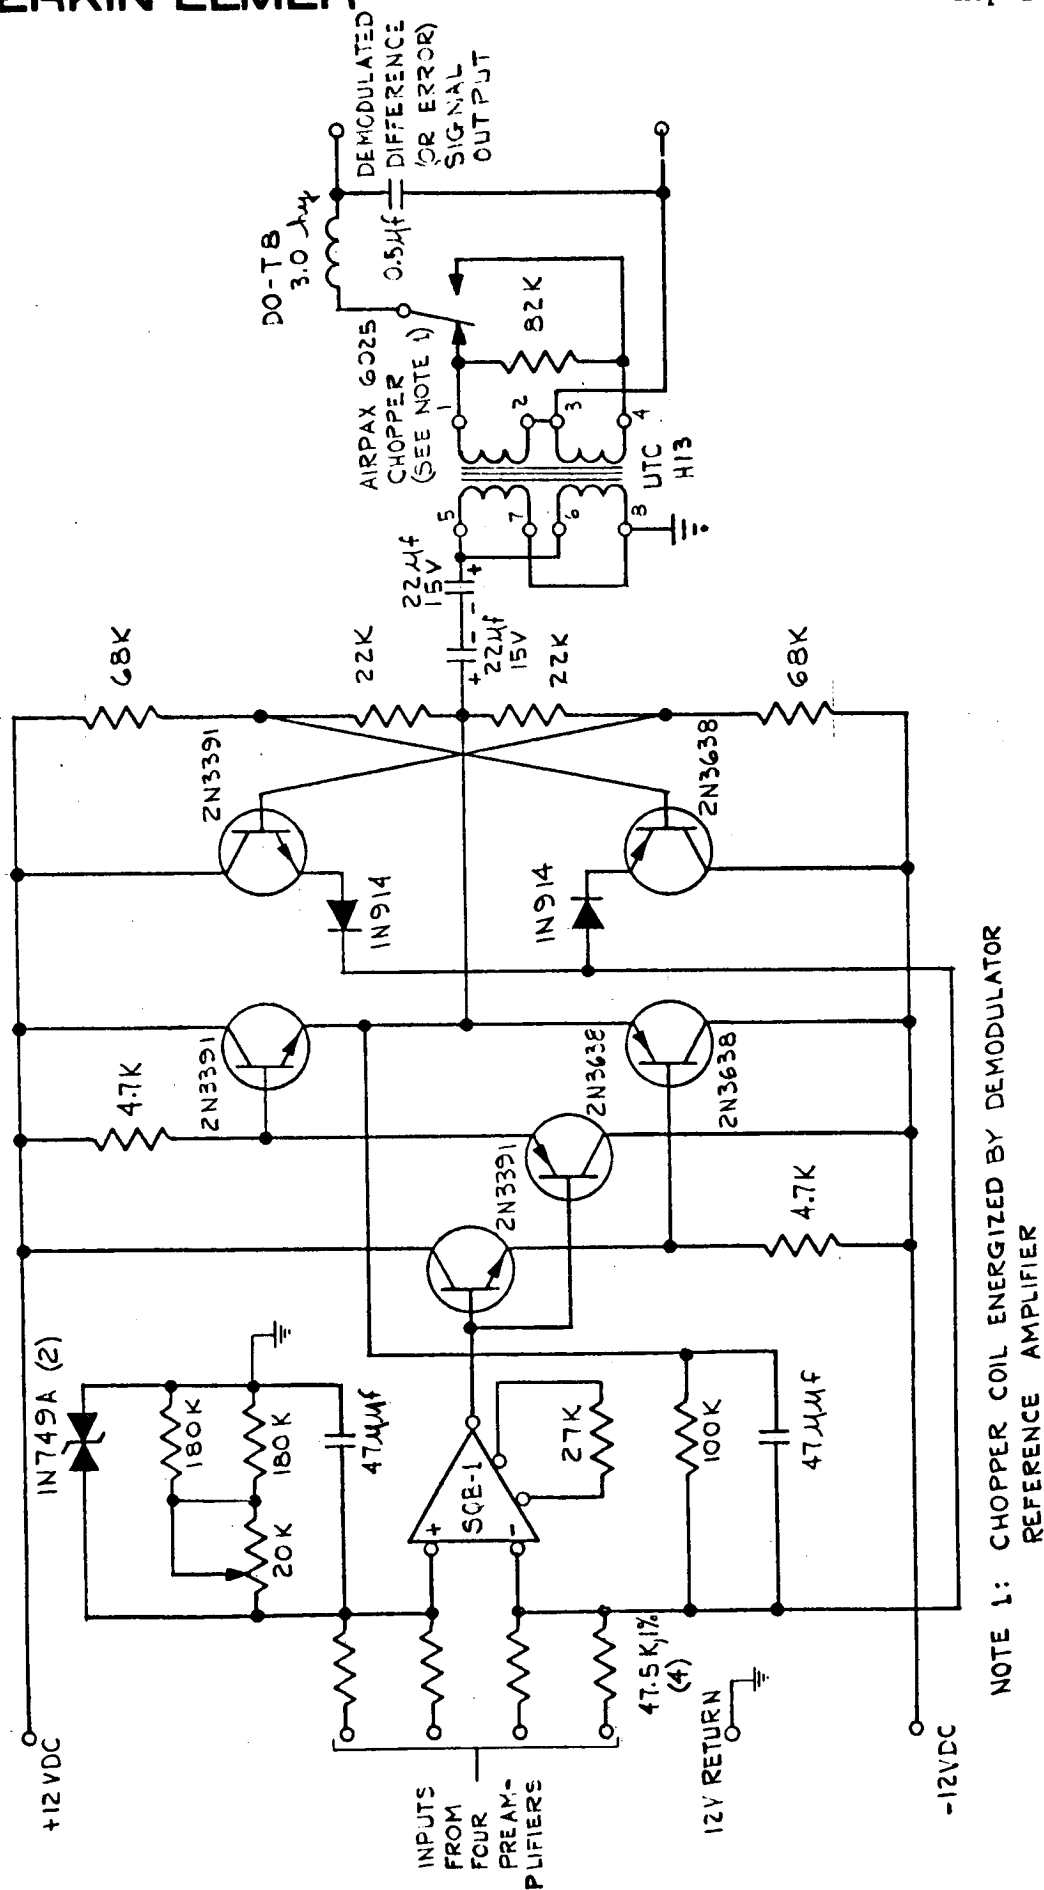 ERKIN-ELMER
+12 VDC
1N749A (2)
180K
180K
20K
47µµf
+
-
SQE-1
27K
INPUTS
FROM
FOUR
PREAM-
PLIFIERS
47.5K,1%
(4)
12V RETURN
-12VDC
100K
47µµf
4.7K
2N3391
2N3391
2N3638
2N3638
4.7K
2N3391
1N914
1N914
2N3638
68K
22K
22K
68K
22µf
15V
+
-
-
+
22µf
15V
5
7
6
8
1
2
3
4
UTC
H13
82K
AIRPAX 6025
CHOPPER
(SEE NOTE 1)
DO-T8
3.0 hy
0.5µf
DEMODULATED
DIFFERENCE
(OR ERROR)
SIGNAL
OUTPUT
NOTE 1: CHOPPER COIL ENERGIZED BY DEMODULATOR
REFERENCE AMPLIFIER